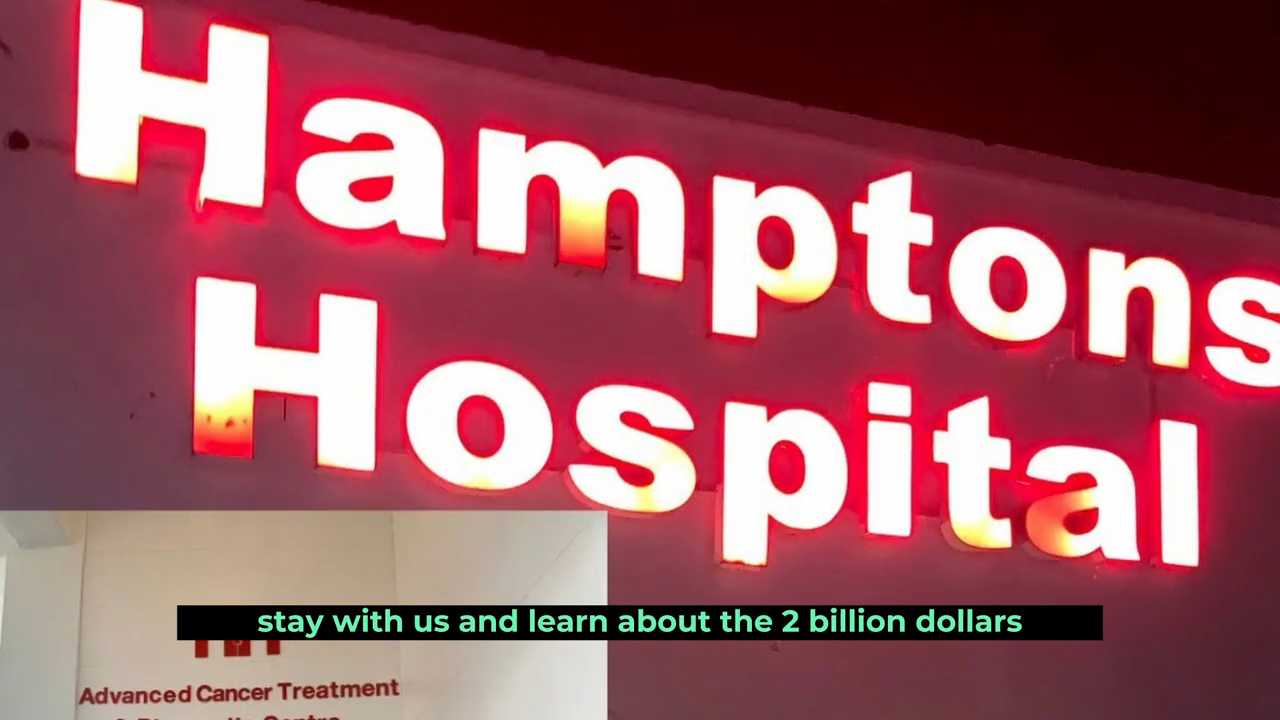 Hamptons
Hospital
stay with us and learn about the 2 billion dollars
Advanced Cancer Treatment